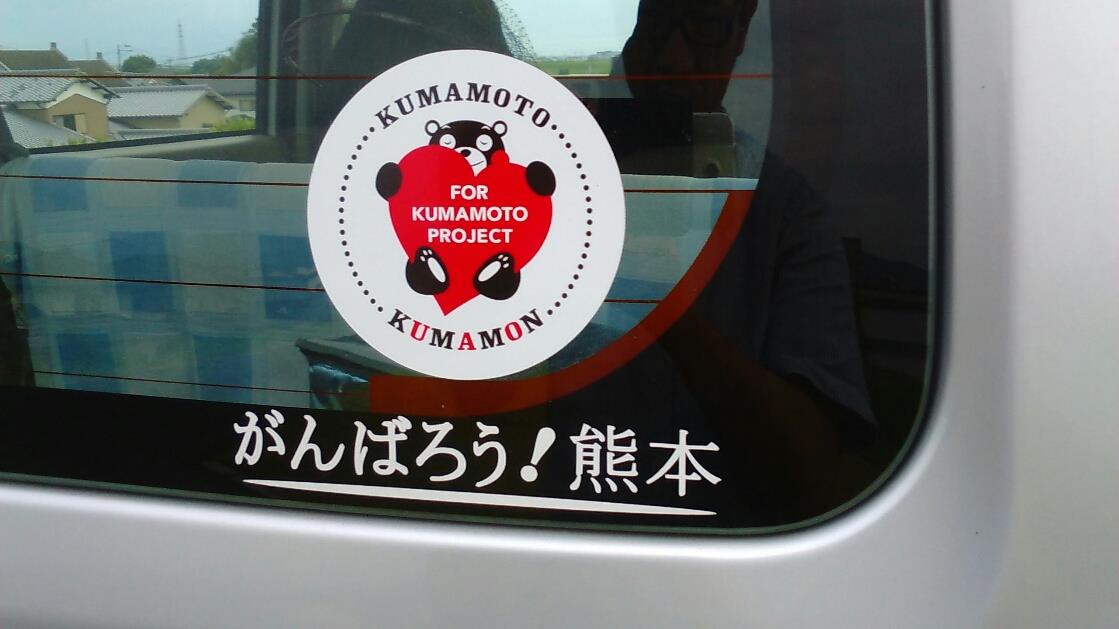 KUMAMOTO
FOR
KUMAMOTO
PROJECT
KUMAMON
がんばろう!熊本